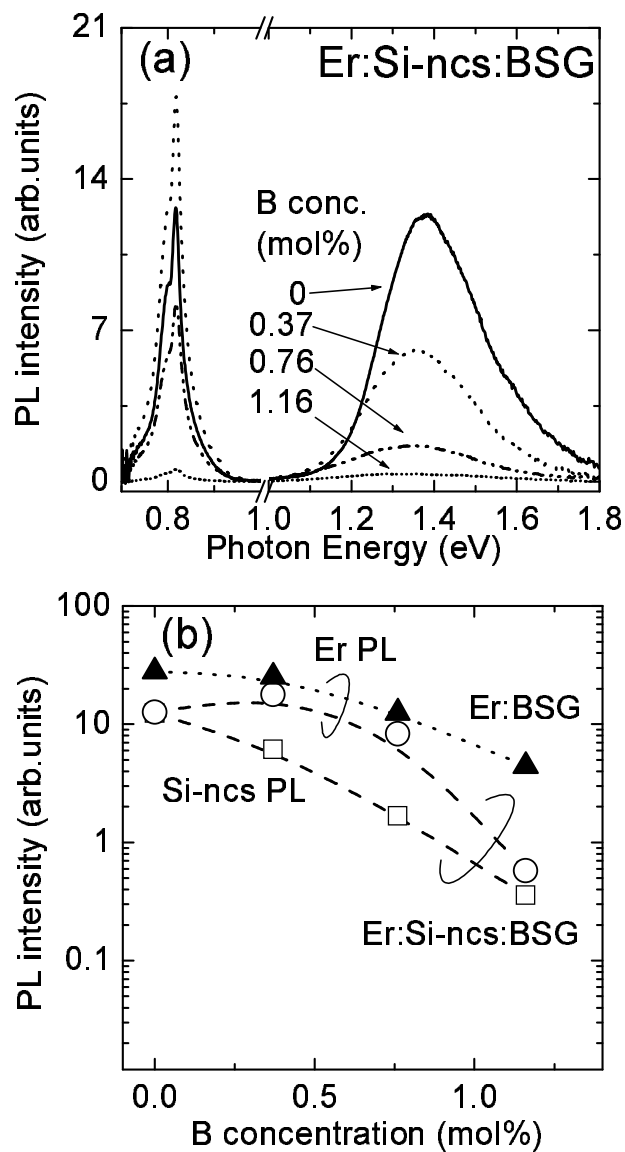 21
(a)
Er:Si-ncs:BSG
14
B conc.
(mol%)
0
7
0.37
0.76
1.16
0
PL intensity (arb.units)
0.8
1.0
1.2
1.4
1.6
1.8
Photon Energy (eV)
100
(b)
Er PL
Er:BSG
10
Si-ncs PL
1
Er:Si-ncs:BSG
0.1
PL intensity (arb.units)
0.0
0.5
1.0
B concentration (mol%)